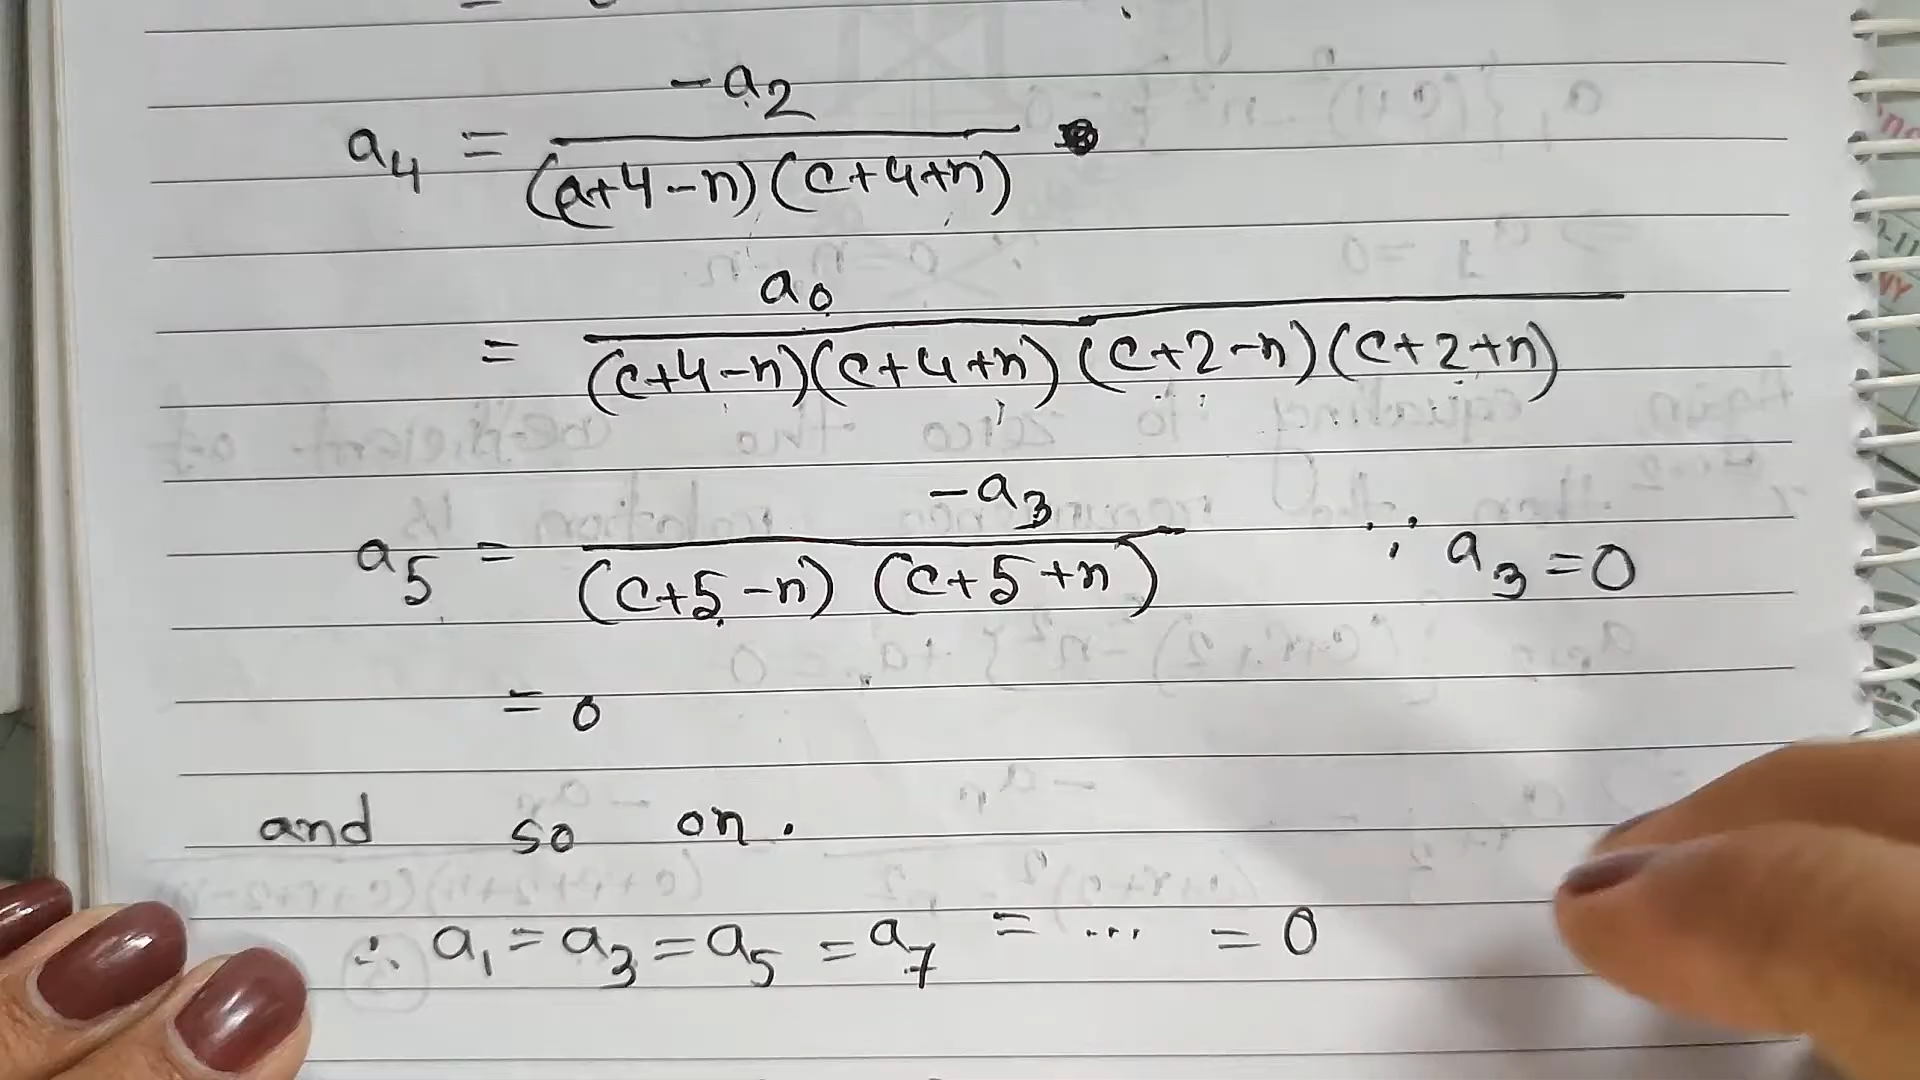 a₄ = -a₂ / (a+4-n)(c+4+n)
= a₀ / (c+4-n)(c+4+n)(c+2-n)(c+2+n)
a₅ = -a₃ / (c+5-n) (c+5+n) ∵ a₃ = 0
= 0
and so on.
∴ a₁ = a₃ = a₅ = a₇ = ... = 0